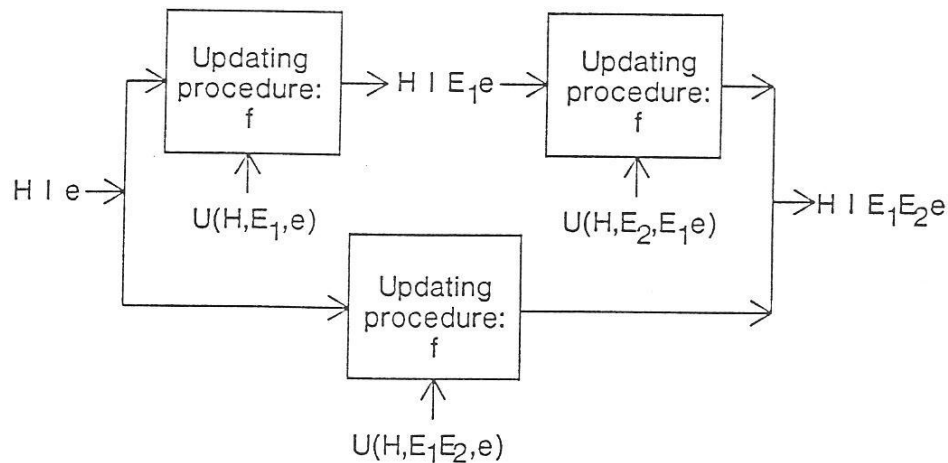 Updating
procedure:
f
Updating
procedure:
f
H I E₁e
H I e
U(H,E₁,e)
U(H,E₂,E₁e)
H I E₁E₂e
Updating
procedure:
f
U(H,E₁E₂,e)